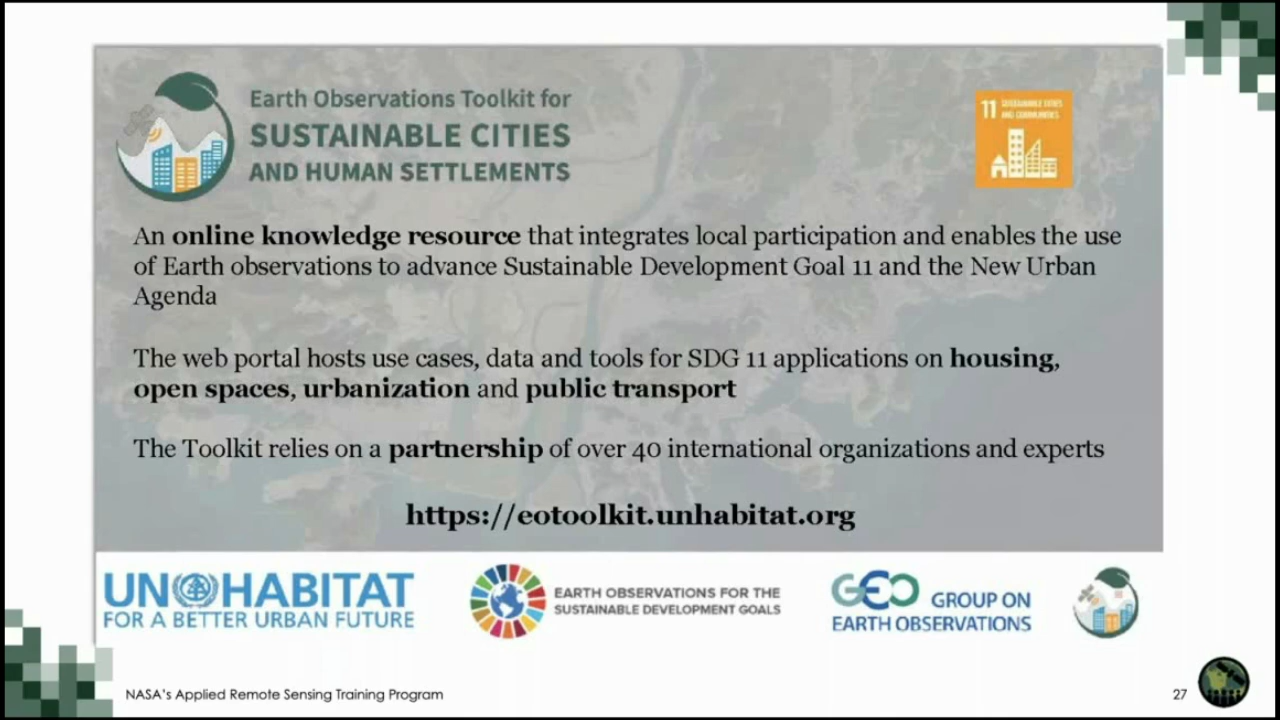 Earth Observations Toolkit for
SUSTAINABLE CITIES
AND HUMAN SETTLEMENTS
11 SUSTAINABLE CITIES
AND COMMUNITIES
An online knowledge resource that integrates local participation and enables the use
of Earth observations to advance Sustainable Development Goal 11 and the New Urban
Agenda
The web portal hosts use cases, data and tools for SDG 11 applications on housing,
open spaces, urbanization and public transport
The Toolkit relies on a partnership of over 40 international organizations and experts
https://eotoolkit.unhabitat.org
UN HABITAT
FOR A BETTER URBAN FUTURE
EARTH OBSERVATIONS FOR THE
SUSTAINABLE DEVELOPMENT GOALS
GEO GROUP ON
EARTH OBSERVATIONS
NASA's Applied Remote Sensing Training Program
27